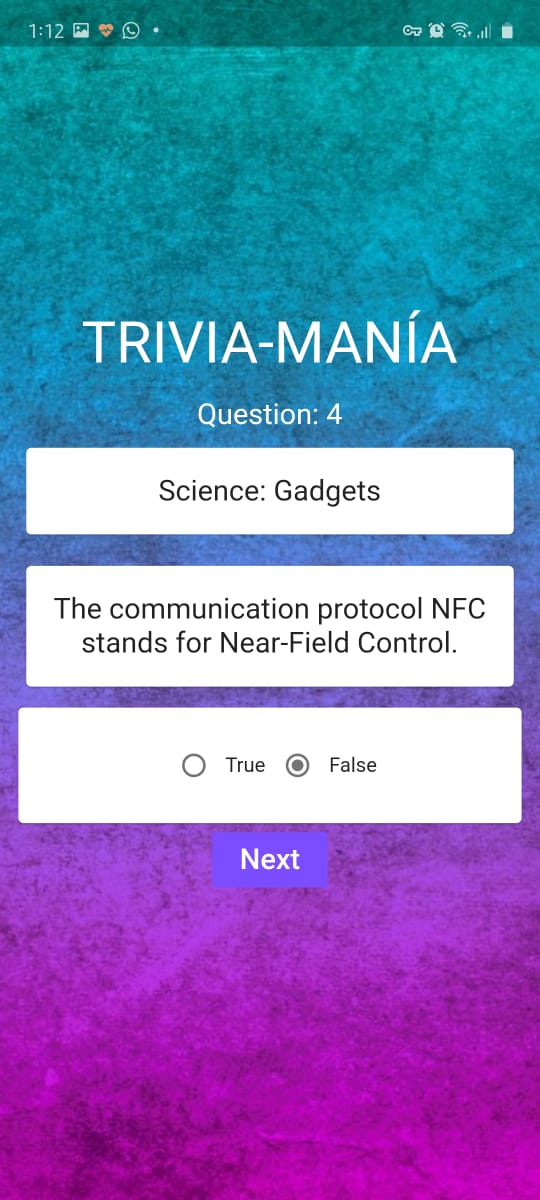 1:12
TRIVIA-MANÍA
Question: 4
Science: Gadgets
The communication protocol NFC
stands for Near-Field Control.
True False
Next